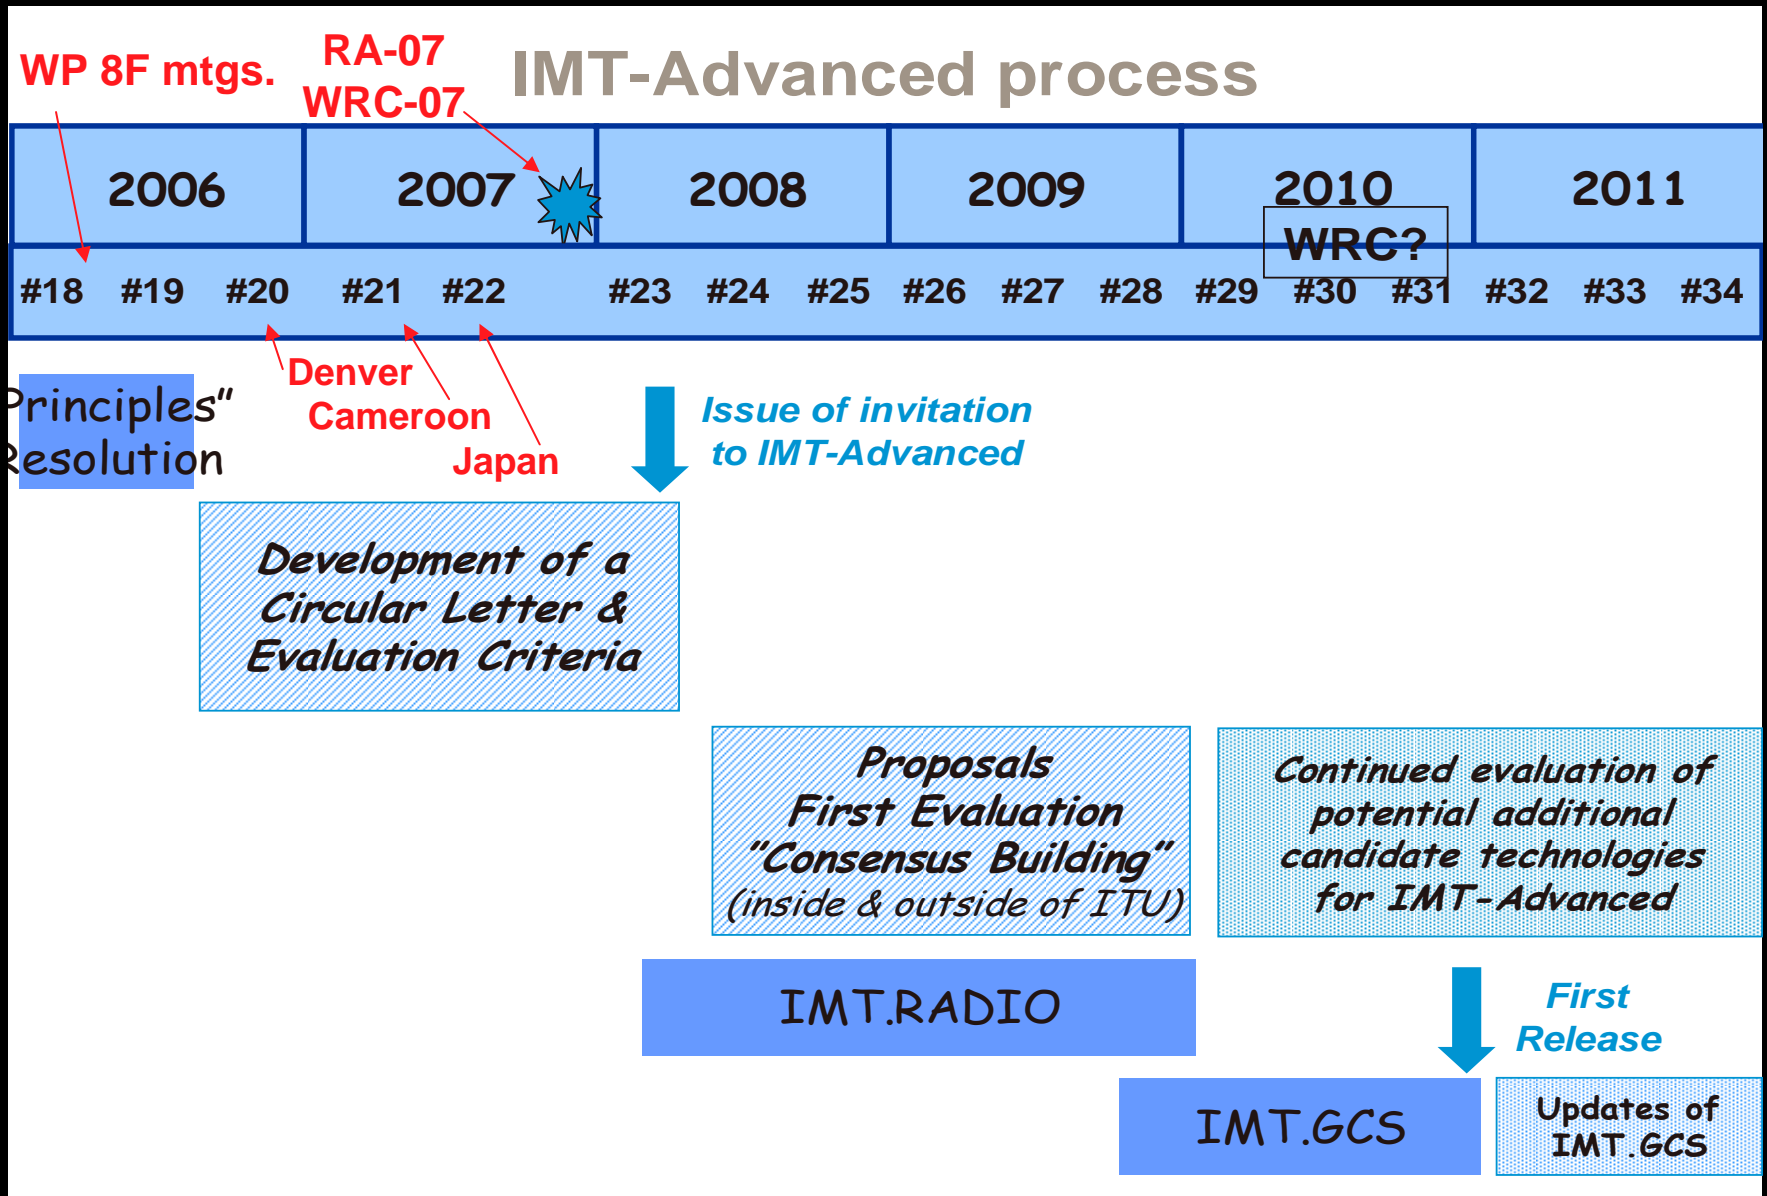 WP 8F mtgs.
RA-07
WRC-07
IMT-Advanced process
2006 2007 2008 2009 2010 2011
WRC?
#18 #19 #20 #21 #22 #23 #24 #25 #26 #27 #28 #29 #30 #31 #32 #33 #34
Denver
Cameroon
Japan
Principles"
Resolution
Issue of invitation
to IMT-Advanced
Development of a
Circular Letter &
Evaluation Criteria
Proposals
First Evaluation
"Consensus Building"
(inside & outside of ITU)
Continued evaluation of
potential additional
candidate technologies
for IMT-Advanced
IMT.RADIO
First
Release
IMT.GCS
Updates of
IMT.GCS